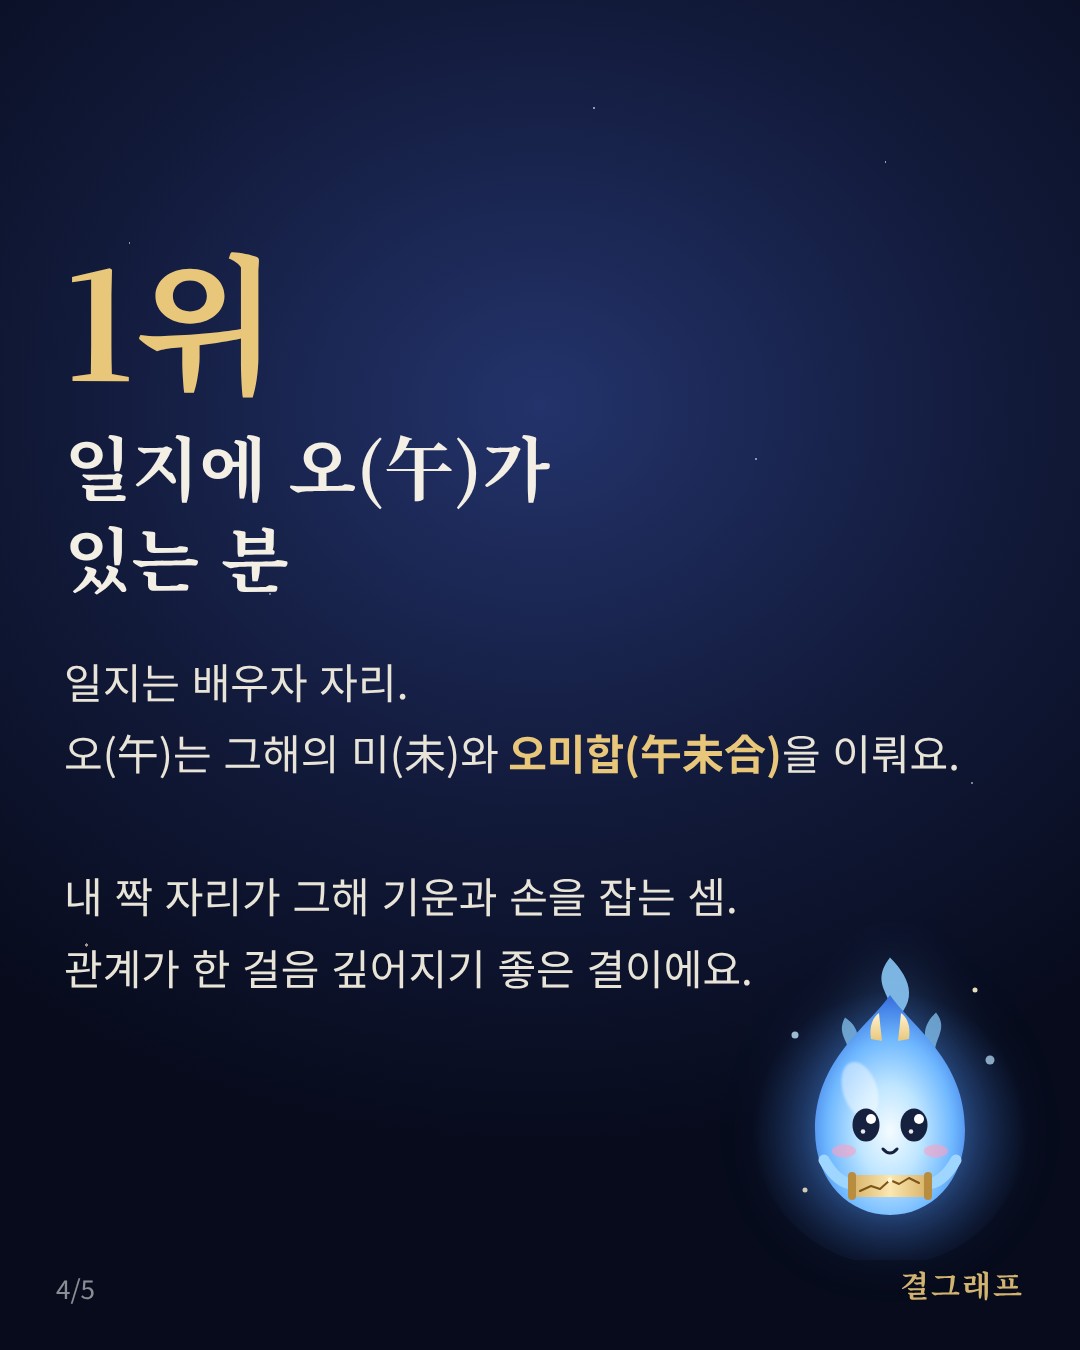 1위
일지에 오(午)가
있는 분
일지는 배우자 자리.
오(午)는 그해의 미(未)와 오미합(午未合)을 이뤄요.
내 짝 자리가 그해 기운과 손을 잡는 셈.
관계가 한 걸음 깊어지기 좋은 결이에요.
4/5
결그래프